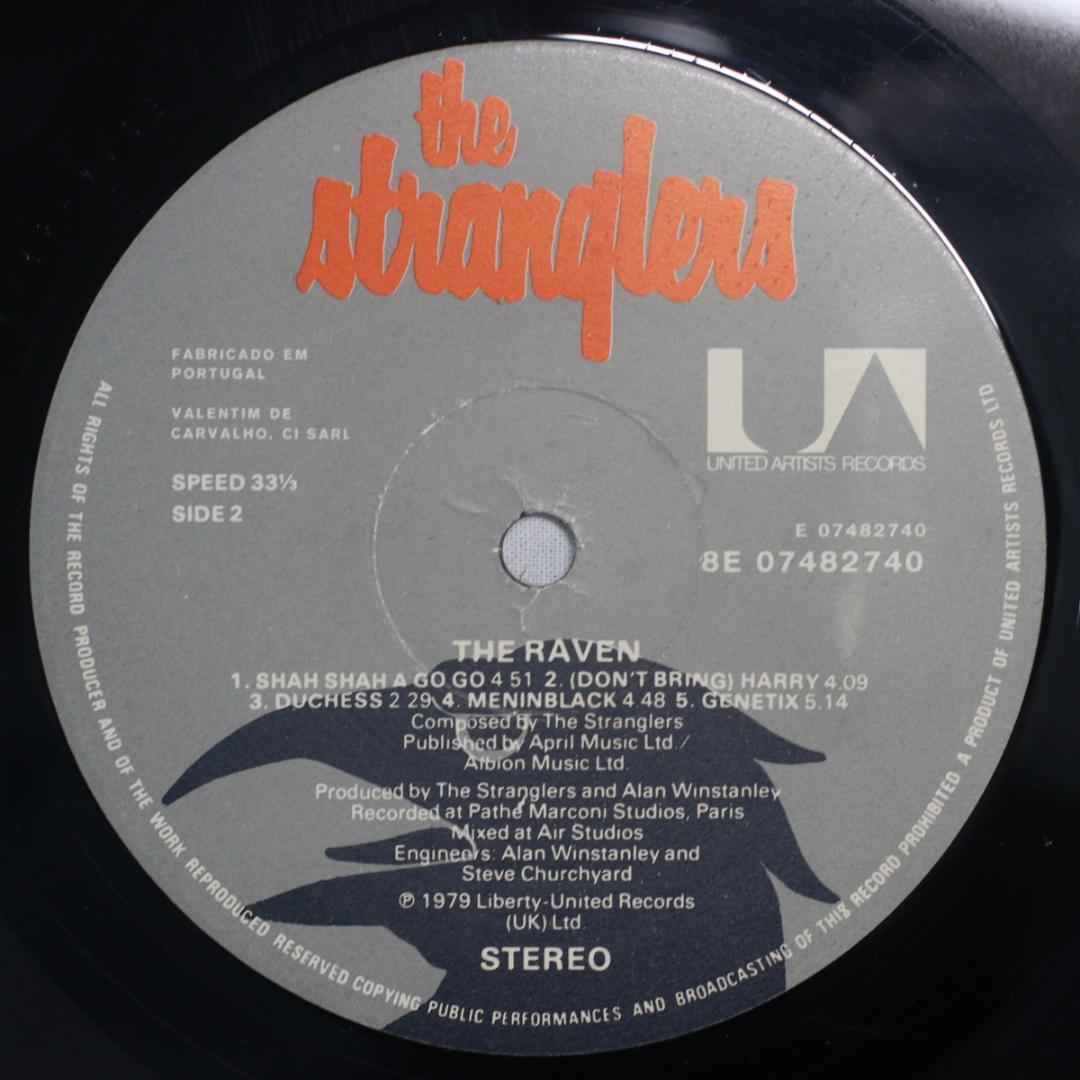 the
stranglers
FABRICADO EM
PORTUGAL
VALENTIM DE
CARVALHO, CI SARL
SPEED 33⅓
SIDE 2
UA
UNITED ARTISTS RECORDS
E 07482740
8E 07482740
THE RAVEN
1. SHAH SHAH A GO GO 4 51 2. (DON'T BRING) HARRY 4.09
3. DUCHESS 2 29 4. MENINBLACK 4 48 5. GENETIX 5.14
Composed by The Stranglers
Published by April Music Ltd./
Albion Music Ltd.
Produced by The Stranglers and Alan Winstanley
Recorded at Pathé Marconi Studios, Paris
Mixed at Air Studios
Engineers: Alan Winstanley and
Steve Churchyard
℗ 1979 Liberty-United Records
(UK) Ltd.
STEREO
ALL RIGHTS OF THE RECORD PRODUCER AND OF THE WORK REPRODUCED RESERVED COPYING PUBLIC PERFORMANCES AND BROADCASTING OF THIS RECORD PROHIBITED A PRODUCT OF UNITED ARTISTS RECORDS LTD